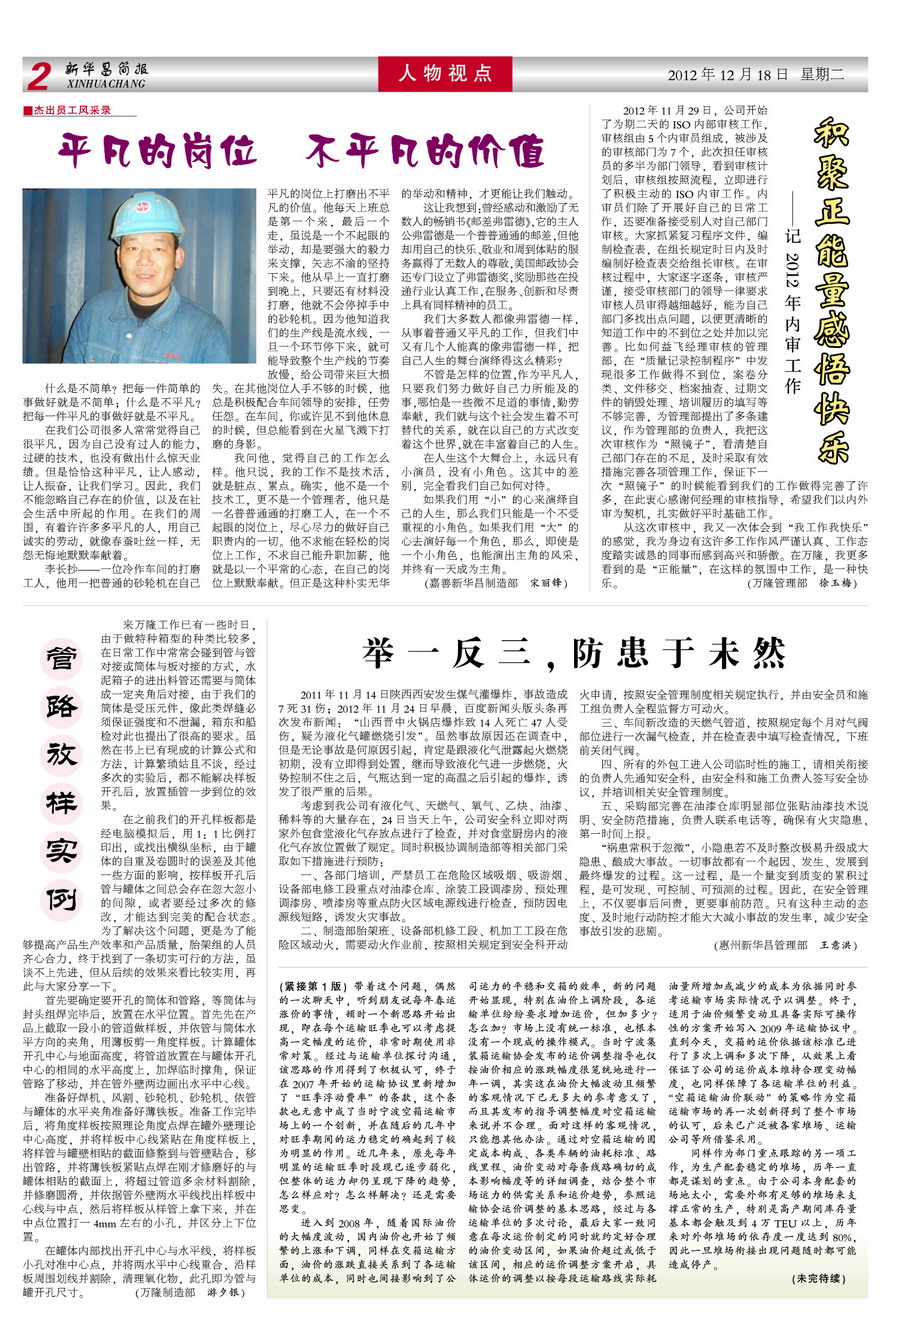 2
新华昌简报
XINHUACHANG
人物视点
2012 年 12 月 18 日 星期二
■杰出员工风采录
平凡的岗位 不平凡的价值
什么是不简单？把每一件简单的
事做好就是不简单；什么是不平凡？
把每一件平凡的事做好就是不平凡。
在我们公司很多人常常觉得自己
很平凡，因为自己没有过人的能力，
过硬的技术，也没有做出什么惊天业
绩。但是恰恰这种平凡，让人感动，
让人振奋，让我们学习。因此，我们
不能忽略自己存在的价值，以及在社
会生活中所起的作用。在我们的周
围，有着许许多多平凡的人，用自己
诚实的劳动，就像春蚕吐丝一样，无
怨无悔地默默奉献着。
李长抄——一位冷作车间的打磨
工人，他用一把普通的砂轮机在自己
平凡的岗位上打磨出不平
凡的价值。他每天上班总
是第一个来，最后一个
走，虽说是一个不起眼的
举动，却是要强大的毅力
来支撑，矢志不渝的坚持
下来。他从早上一直打磨
到晚上，只要还有材料没
打磨，他就不会停掉手中
的砂轮机。因为他知道我
们的生产线是流水线，一
旦一个环节停下来，就可
能导致整个生产线的节奏
放慢，给公司带来巨大损
失。在其他岗位人手不够的时候，他
总是积极配合车间领导的安排，任劳
任怨。在车间，你或许见不到他休息
的时候，但总能看到在火星飞溅下打
磨的身影。
我问他，觉得自己的工作怎么
样。他只说，我的工作不是技术活，
就是脏点、累点。确实，他不是一个
技术工，更不是一个管理者，他只是
一名普普通通的打磨工人，在一个不
起眼的岗位上，尽心尽力的做好自己
职责内的一切。他不求能在轻松的岗
位上工作，不求自己能升职加薪，他
就是以一个平常的心态，在自己的岗
位上默默奉献。但正是这种朴实无华
的举动和精神，才更能让我们触动。
这让我想到；曾经感动和激励了无
数人的畅销书《邮差弗雷德》，它的主人
公弗雷德是一个普普通通的邮差，但他
却用自己的快乐、敬业和周到体贴的服
务赢得了无数人的尊敬，美国邮政协会
还专门设立了弗雷德奖，奖励那些在投
递行业认真工作，在服务、创新和尽责
上具有同样精神的员工。
我们大多数人都像弗雷德一样，
从事着普通又平凡的工作，但我们中
又有几个人能真的像弗雷德一样，把
自己人生的舞台演绎得这么精彩？
不管是怎样的位置，作为平凡人，
只要我们努力做好自己力所能及的
事，哪怕是一些微不足道的事情，勤劳
奉献，我们就与这个社会发生着不可
替代的关系，就在以自己的方式改变
着这个世界，就在丰富着自己的人生。
在人生这个大舞台上，永远只有
小演员，没有小角色。这其中的差
别，完全看我们自己如何对待。
如果我们用“小”的心来演绎自
己的人生，那么我们只能是一个不受
重视的小角色。如果我们用“大”的
心去演好每一个角色，那么，即使是
一个小角色，也能演出主角的风采，
并终有一天成为主角。
（嘉善新华昌制造部 宋丽锋）
积聚正能量感悟快乐
——记 2012 年内审工作
2012 年 11 月 29 日，公司开始
了为期二天的 ISO 内部审核工作，
审核组由 5 个内审员组成，被涉及
的审核部门为 7 个，此次担任审核
员的多半为部门领导，看到审核计
划后，审核组按照流程，立即进行
了积极主动的 ISO 内审工作。内
审员们除了开展好自己的日常工
作，还要准备接受别人对自己部门
审核。大家抓紧复习程序文件，编
制检查表，在组长规定时日内及时
编制好检查表交给组长审核。在审
核过程中，大家逐字逐条，审核严
谨，接受审核部门的领导一律要求
审核人员审得越细越好，能为自己
部门多找出点问题，以便更清晰的
知道工作中的不到位之处并加以完
善。比如何益飞经理审核的管理
部，在“质量记录控制程序”中发
现很多工作做得不到位，案卷分
类、文件移交、档案抽查、过期文
件的销毁处理、培训履历的填写等
不够完善，为管理部提出了多条建
议，作为管理部的负责人，我把这
次审核作为“照镜子”，看清楚自
己部门存在的不足，及时采取有效
措施完善各项管理工作，保证下一
次“照镜子”的时候能看到我们的工作做得完善了许
多，在此衷心感谢何经理的审核指导，希望我们以内外
审为契机，扎实做好平时基础工作。
从这次审核中，我又一次体会到“我工作我快乐”
的感觉，我为身边有这许多工作作风严谨认真、工作态
度踏实诚恳的同事而感到高兴和骄傲。在万隆，我更多
看到的是“正能量”，在这样的氛围中工作，是一种快
乐。 （万隆管理部 徐玉梅）
管路放样实例
来万隆工作已有一些时日，
由于做特种箱型的种类比较多，
在日常工作中常常会碰到管与管
对接或筒体与板对接的方式，水
泥箱子的进出料管还需要与筒体
成一定夹角后对接，由于我们的
筒体是受压元件，像此类焊缝必
须保证强度和不泄漏，箱东和船
检对此也提出了很高的要求。虽
然在书上已有现成的计算公式和
方法，计算繁琐姑且不谈，经过
多次的实验后，都不能解决样板
开孔后，放置插管一步到位的效
果。
在之前我们的开孔样板都是
经电脑模拟后，用 1：1 比例打
印出，或找出横纵坐标，由于罐
体的自重及卷圆时的误差及其他
一些方面的影响，按样板开孔后
管与罐体之间总会存在忽大忽小
的间隙，或者要经过多次的修
改，才能达到完美的配合状态。
为了解决这个问题，更是为了能
够提高产品生产效率和产品质量，胎架组的人员
齐心合力，终于找到了一条切实可行的方法，虽
谈不上先进，但从后续的效果来看比较实用，再
此与大家分享一下。
首先要确定要开孔的筒体和管路，等筒体与
封头组焊完毕后，放置在水平位置。首先先在产
品上截取一段小的管道做样板，并依管与筒体水
平方向的夹角，用薄板剪一角度样板。计算罐体
开孔中心与地面高度，将管道放置在与罐体开孔
中心的相同的水平高度上，加焊临时撑角，保证
管路了移动，并在管外壁两边画出水平中心线。
准备好焊机、风割、砂轮机、砂轮机、依管
与罐体的水平夹角准备好薄铁板。准备工作完毕
后，将角度样板按照理论角度点焊在罐外壁理论
中心高度，并将样板中心线紧贴在角度样板上，
将样管与罐壁相贴的截面修整到与管壁贴合，移
出管路，并将薄铁板紧贴点焊在刚才修磨好的与
罐体相贴的截面上，将超过管道多余材料割除，
并修磨圆滑，并依据管外壁两水平线找出样板中
心线与中点，然后将样板从样管上拿下来，并在
中点位置打一 4mm 左右的小孔，并区分上下位
置。
在罐体内部找出开孔中心与水平线，将样板
小孔对准中心点，并将两水平中心线重合，沿样
板周围划线并割除，清理氧化物，此孔即为管与
罐开孔尺寸。 （万隆制造部 游夕银）
举一反三，防患于未然
2011 年 11 月 14 日陕西西安发生煤气灌爆炸，事故造成
7 死 31 伤；2012 年 11 月 24 日早晨，百度新闻头版头条再
次发布新闻；“山西晋中火锅店爆炸致 14 人死亡 47 人受
伤，疑为液化气罐燃烧引发”。虽然事故原因还在调查中，
但是无论事故是何原因引起，肯定是跟液化气泄露起火燃烧
初期，没有立即得到处置，继而导致液化气进一步燃烧，火
势控制不住之后，气瓶达到一定的高温之后引起的爆炸，诱
发了很严重的后果。
考虑到我公司有液化气、天燃气、氧气、乙炔、油漆、
稀料等的大量存在，24 日当天上午，公司安全科立即对两
家外包食堂液化气存放点进行了检查，并对食堂厨房内的液
化气存放位置做了规定。同时积极协调制造部等相关部门采
取如下措施进行预防：
一、各部门培训，严禁员工在危险区域吸烟、吸游烟、
设备部电修工段重点对油漆仓库、涂装工段调漆房、预处理
调漆房、喷漆房等重点防火区域电源线进行检查，预防因电
源线短路，诱发火灾事故。
二、制造部胎架班、设备部机修工段、机加工工段在危
险区域动火，需要动火作业前，按照相关规定到安全科开动
火申请，按照安全管理制度相关规定执行，并由安全员和施
工组负责人全程监督方可动火。
三、车间新改造的天燃气管道，按照规定每个月对气阀
部位进行一次漏气检查，并在检查表中填写检查情况，下班
前关闭气阀。
四、所有的外包工进入公司临时性的施工，请相关衔接
的负责人先通知安全科，由安全科和施工负责人签写安全协
议，并培训相关安全管理制度。
五、采购部完善在油漆仓库明显部位张贴油漆技术说
明、安全防范措施，负责人联系电话等，确保有火灾隐患，
第一时间上报。
“祸患常积于忽微”，小隐患若不及时整改极易升级成大
隐患、酿成大事故。一切事故都有一个起因、发生、发展到
最终爆发的过程。这一过程，是一个量变到质变的累积过
程，是可发现、可控制、可预测的过程。因此，在安全管理
上，不仅要事后问责，更要事前防范。只有这种主动的态
度、及时地行动防控才能大大减小事故的发生率，减少安全
事故引发的悲剧。
（惠州新华昌管理部 王意洪）
（紧接第 1 版）带着这个问题，偶然
的一次聊天中，听到朋友说每年春运
涨价的事情，顿时一个新思路开始出
现，即在每个运输旺季也可以考虑提
高一定幅度的运价，非常时期使用非
常对策。经过与运输单位探讨沟通，
该思路的作用得到了积极认可，终于
在 2007 年开始的运输协议里新增加
了“旺季浮动费率”的条款，这个条
款也无意中成了当时宁波空箱运输市
场上的一个创新，并在随后的几年中
对旺季期间的运力稳定的确起到了较
为明显的作用。近几年来，原先每年
明显的运输旺季时段现已逐步弱化，
但整体的运力却仍呈现下降的趋势，
怎么样应对？怎么样解决？还是需要
思变。
进入到 2008 年，随着国际油价
的大幅度波动，国内油价也开始了频
繁的上涨和下调，同样在交箱运输方
面，油价的涨跌直接关系到了各运输
单位的成本，同时也间接影响到了公
司运力的平稳和交箱的效率，新的问题
开始显现，特别在油价上调阶段，各运
输单位纷纷要求增加运价，但加多少？
怎么加？市场上没有统一标准，也根本
没有一个现成的操作模式。当时宁波集
装箱运输协会发布的运价调整指导也仅
按油价相应的涨跌幅度很笼统地进行一
年一调，其实这在油价大幅波动且频繁
的客观情况下已无多大的参考意义了，
而且其发布的指导调整幅度对空箱运输
来说并不合理。面对这样的客观情况，
只能想其他办法。通过对空箱运输的固
定成本构成、各类车辆的油耗标准、路
线里程、油价变动对每条线路确切的成
本影响幅度等的详细调查，结合整个市
场运力的供需关系和运价趋势，参照运
输协会运价调整的基本思路，经过与各
运输单位的多次讨论，最后大家一致同
意在每次运价制定的同时就约定好合理
的油价变动区间，如果油价超过或低于
该区间，相应的运价调整方案开启，具
体运价的调整以按每段运输路线实际耗
油量所增加或减少的成本为依据同时参
考运输市场实际情况予以调整。终于，
适用于油价频繁变动且具备实际可操作
性的方案开始写入 2009 年运输协议中。
直到今天，交箱的运价依据该标准已进
行了多次上调和多次下降，从效果上看
保证了公司的运价成本维持合理变动幅
度，也同样保障了各运输单位的利益。
“空箱运输油价联动”的策略作为空箱
运输市场的再一次创新得到了整个市场
的认可，后来已广泛被各家堆场、运输
公司等所借鉴采用。
同样作为部门重点跟踪的另一项工
作，为生产配套稳定的堆场，历年一直
都是谋划的重点。由于公司本身配套的
场地太小，需要外部有足够的堆场来支
撑正常的生产，特别是高产期间库存量
基本都会触及到 4 万 TEU 以上，历年
来对外部堆场的依存度一度达到 80%，
因此一旦堆场衔接出现问题随时都可能
造成停产。
（未完待续）